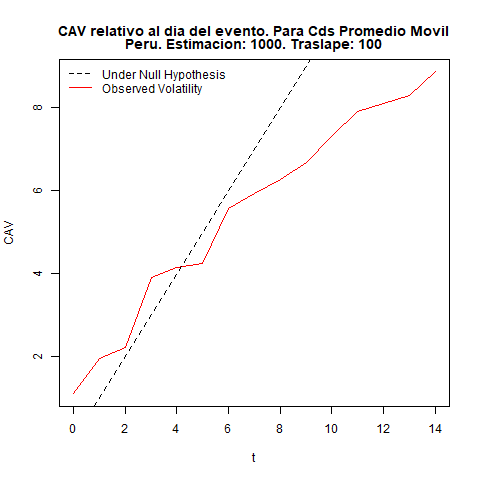 CAV relativo al dia del evento. Para Cds Promedio Movil
Peru. Estimacion: 1000. Traslape: 100
Under Null Hypothesis
Observed Volatility
8
6
4
2
CAV
0 2 4 6 8 10 12 14
t